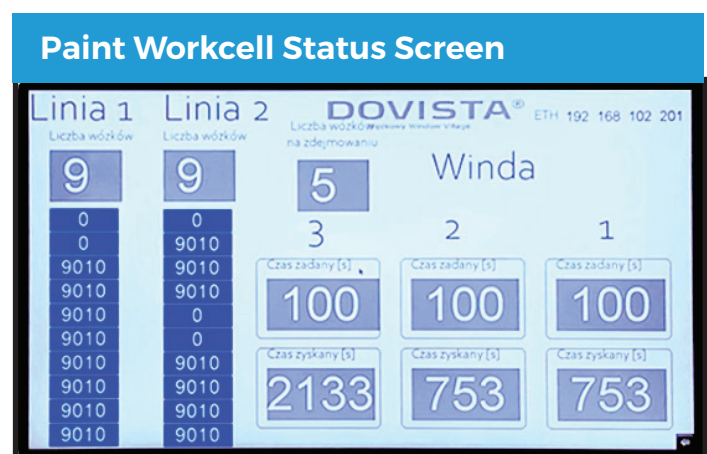 Paint Workcell Status Screen
Linia 1
Linia 2
DOVISTA®
ETH 192 168 102 201
Liczba wózków
Liczba wózków
Liczba wózków
na zdejmowaniu
9
9
5
Winda
0
0
9010
9010
9010
9010
9010
9010
9010
9010
0
9010
9010
9010
0
0
9010
9010
9010
9010
3
2
1
Czas zadany [s]
Czas zadany [s]
Czas zadany [s]
100
100
100
Czas zyskany [s]
Czas zyskany [s]
Czas zyskany [s]
2133
753
753